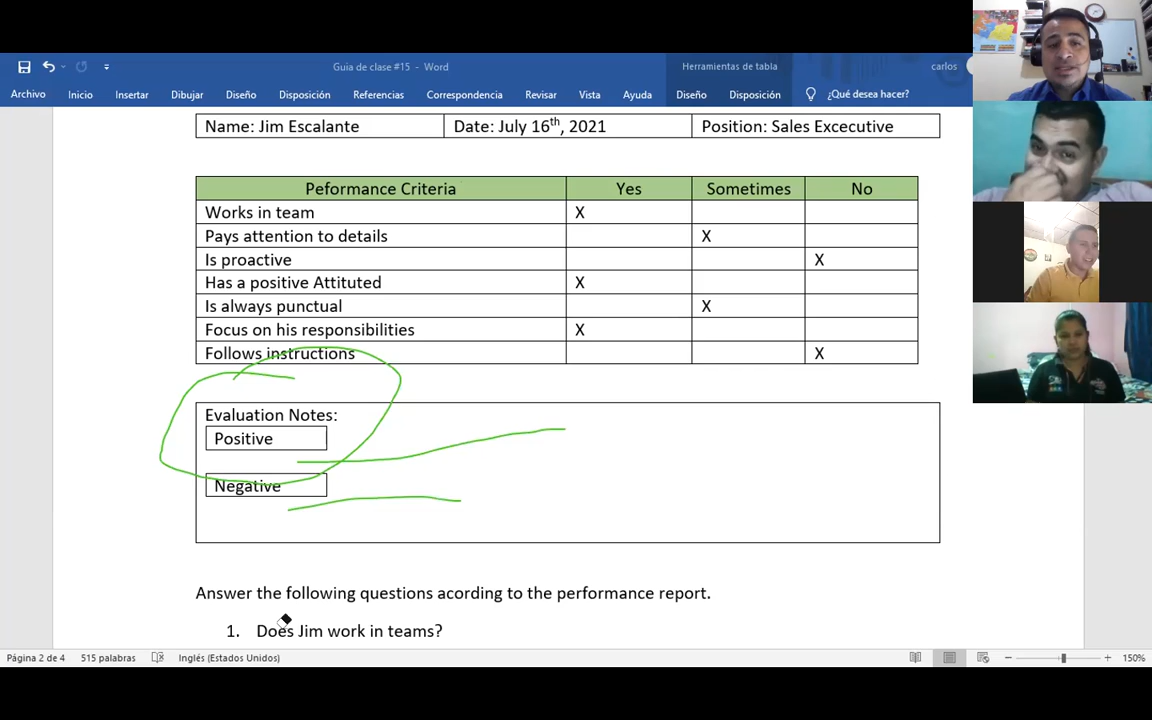 Guia de clase #15 - Word
Herramientas de tabla
carlos
Archivo Inicio Insertar Dibujar Diseño Disposición Referencias Correspondencia Revisar Vista Ayuda Diseño Disposición ¿Qué desea hacer?
Name: Jim Escalante Date: July 16th, 2021 Position: Sales Excecutive
Peformance Criteria Yes Sometimes No
Works in team X
Pays attention to details X
Is proactive X
Has a positive Attituted X
Is always punctual X
Focus on his responsibilities X
Follows instructions X
Evaluation Notes:
Positive
Negative
Answer the following questions acording to the performance report.
1. Does Jim work in teams?
Página 2 de 4 515 palabras Inglés (Estados Unidos) 150%